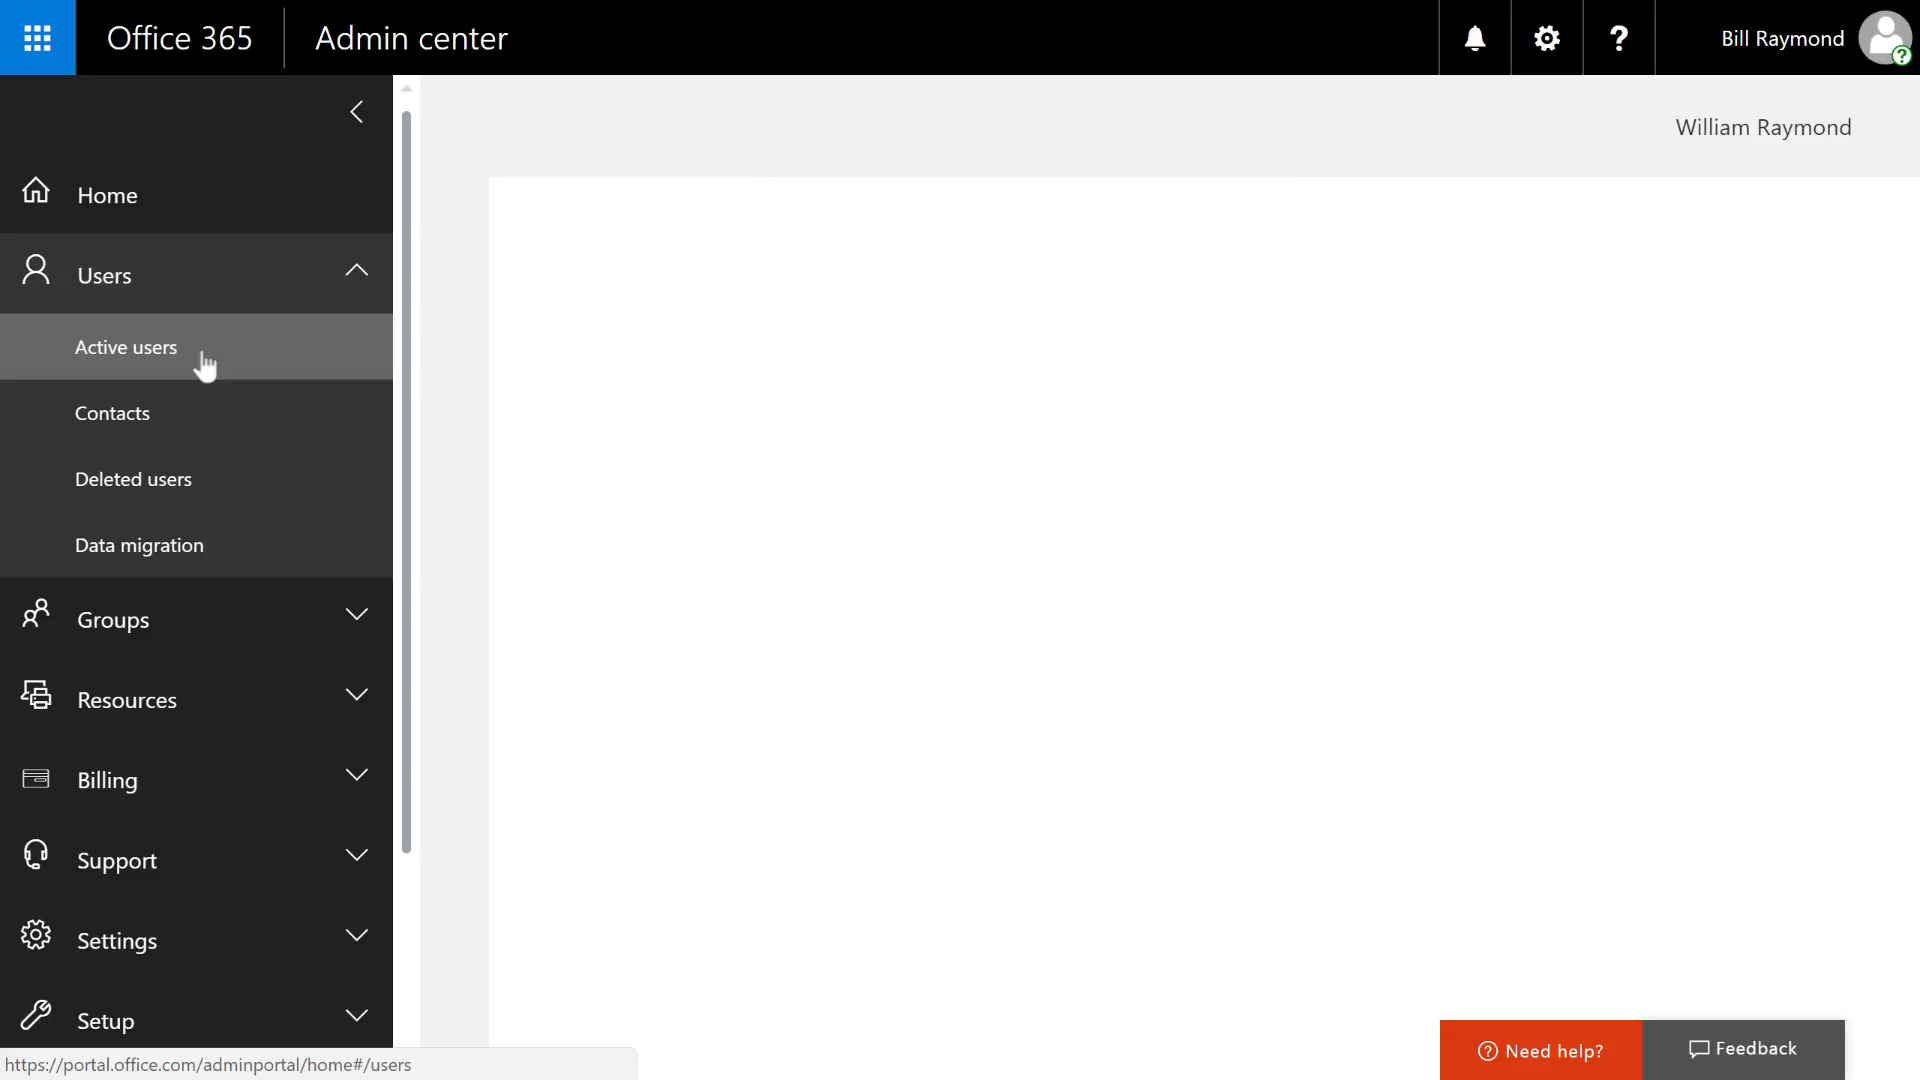 Office 365
Admin center
?
Bill Raymond
?
William Raymond
Home
Users
Active users
Contacts
Deleted users
Data migration
Groups
Resources
Billing
Support
Settings
Setup
https://portal.office.com/adminportal/home#/users
? Need help?
Feedback